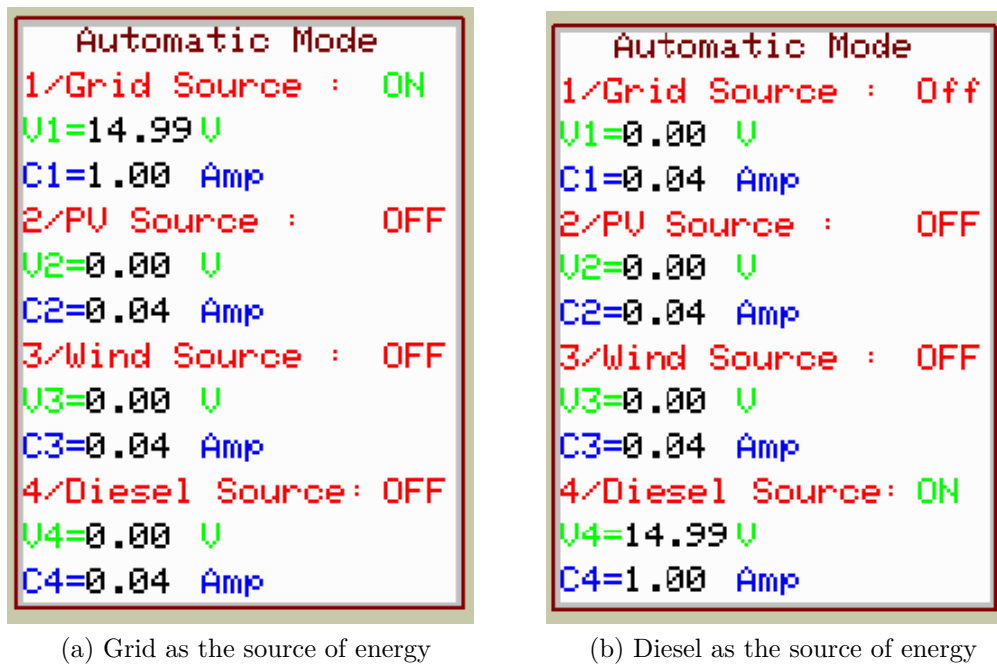 Automatic Mode
1/Grid Source : ON
V1=14.99 V
C1=1.00 Amp
2/PV Source : OFF
V2=0.00 V
C2=0.04 Amp
3/Wind Source : OFF
V3=0.00 V
C3=0.04 Amp
4/Diesel Source: OFF
V4=0.00 V
C4=0.04 Amp
(a) Grid as the source of energy
Automatic Mode
1/Grid Source : Off
V1=0.00 V
C1=0.04 Amp
2/PV Source : OFF
V2=0.00 V
C2=0.04 Amp
3/Wind Source : OFF
V3=0.00 V
C3=0.04 Amp
4/Diesel Source: ON
V4=14.99 V
C4=1.00 Amp
(b) Diesel as the source of energy